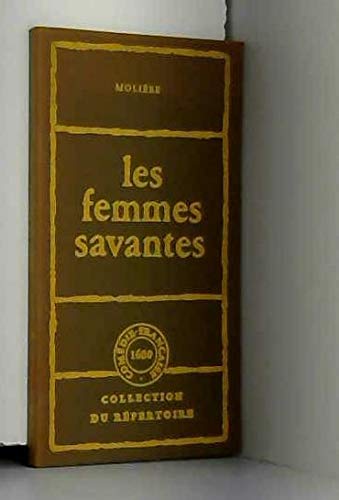 MOLIÈRE
les
femmes
savantes
COMÉDIE-FRANÇAISE
1680
COLLECTION
DU RÉPERTOIRE